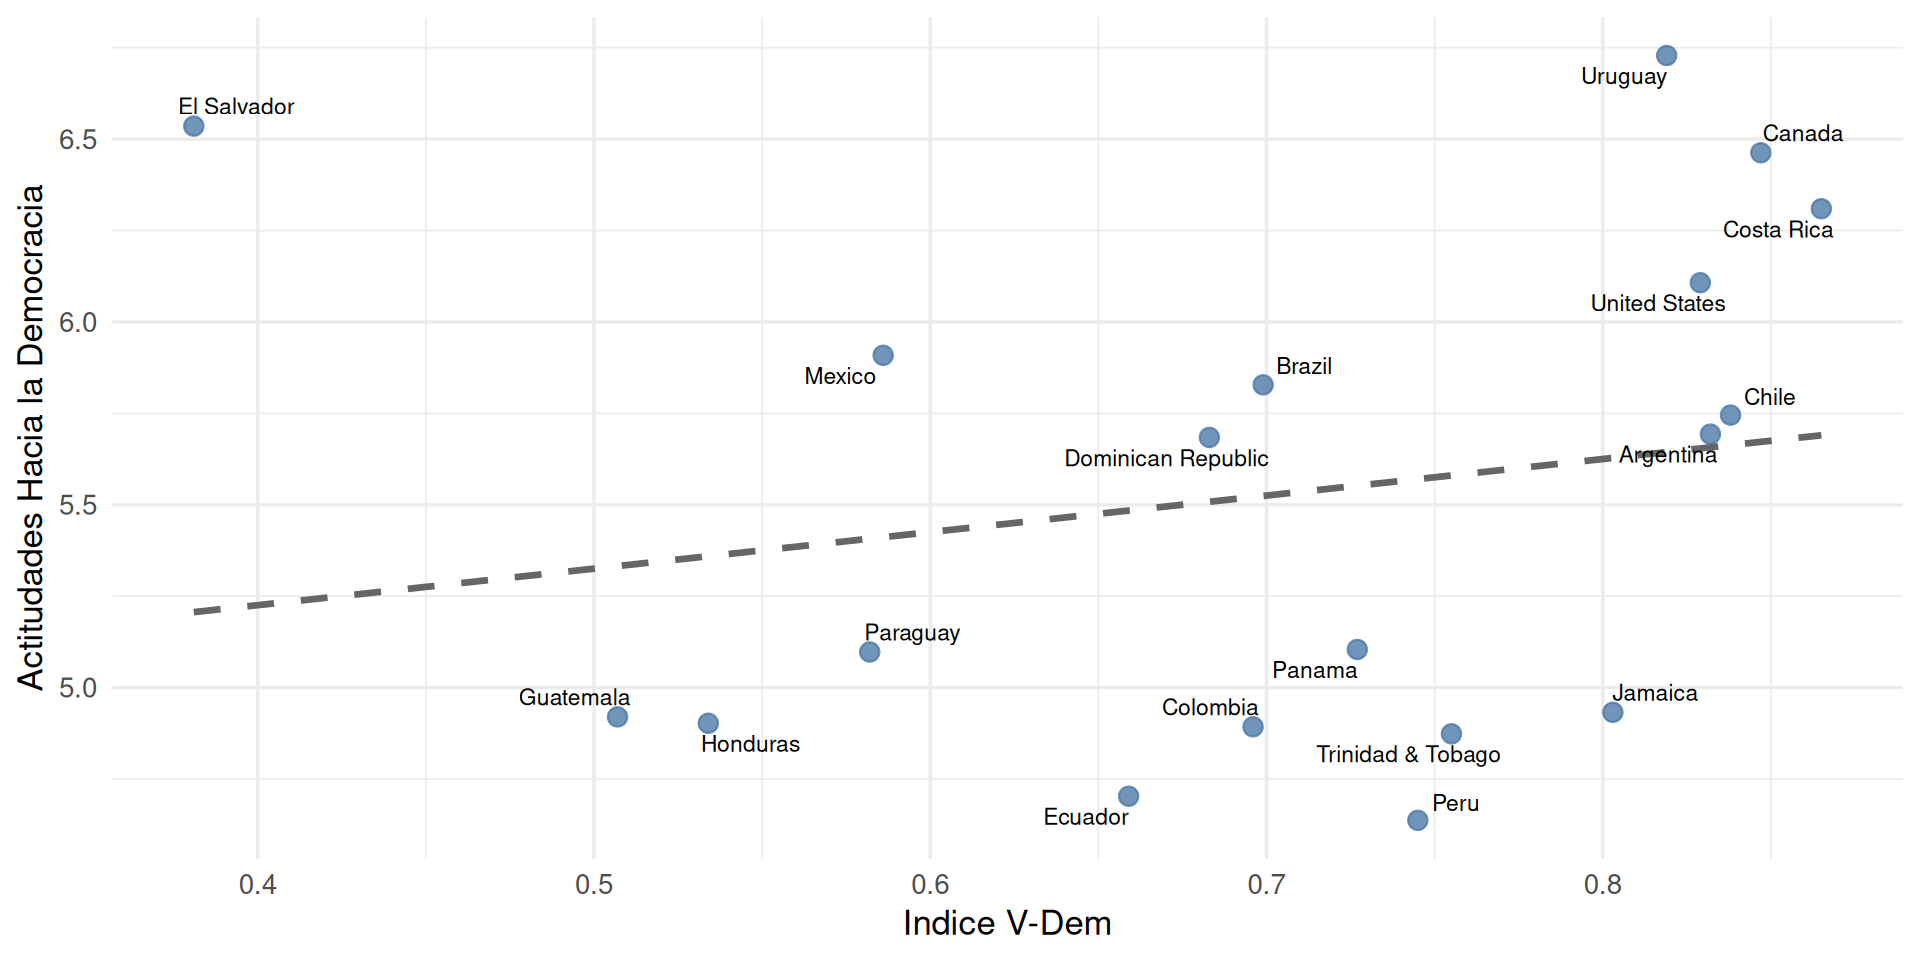 Uruguay
El Salvador
Canada
6.5
Costa Rica
United States
6.0
Brazil
Mexico
Chile
Argentina
Dominican Republic
5.5
Paraguay
Panama
5.0
Guatemala
Jamaica
Colombia
Honduras
Trinidad & Tobago
Peru
Ecuador
Actitudades Hacia la Democracia
0.4 0.5 0.6 0.7 0.8
Indice V-Dem